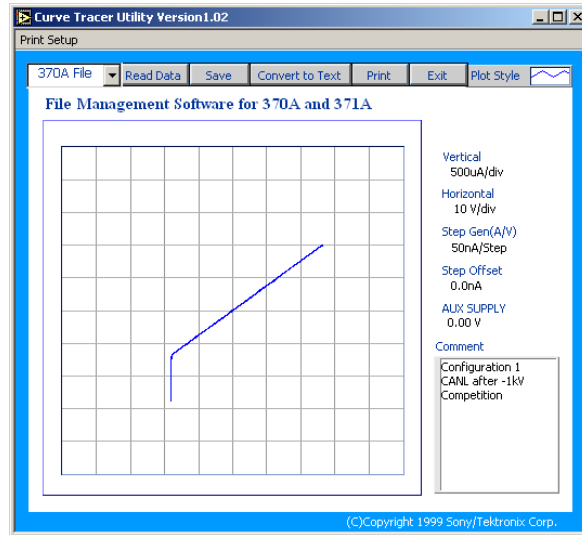 Curve Tracer Utility Version1.02
Print Setup
370A File Read Data Save Convert to Text Print Exit Plot Style
File Management Software for 370A and 371A
Vertical
500uA/div
Horizontal
10 V/div
Step Gen(A/V)
50nA/Step
Step Offset
0.0nA
AUX SUPPLY
0.00 V
Comment
Configuration 1
CANL after -1kV
Competition
(C)Copyright 1999 Sony/Tektronix Corp.